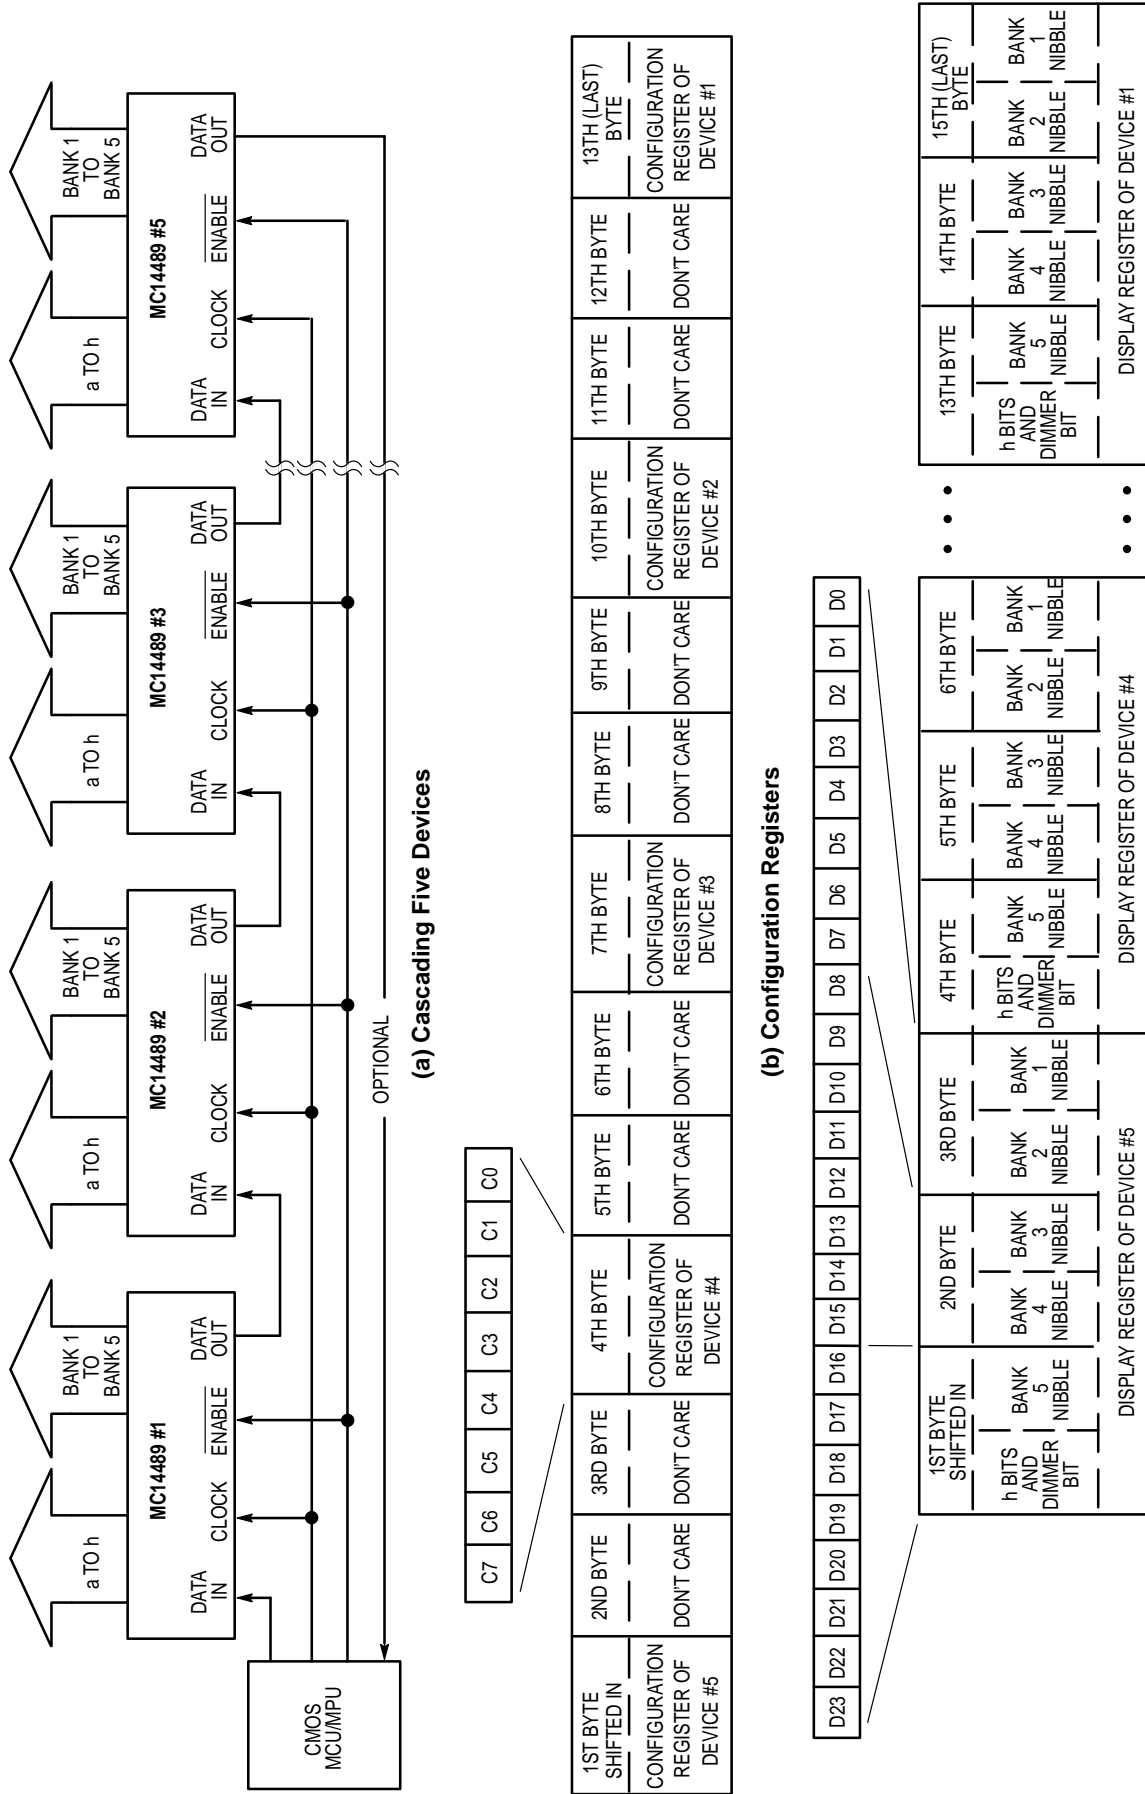 BANK 1
TO
BANK 5
a TO h
MC14489 #1
DATA
IN
CLOCK
ENABLE
DATA
OUT
BANK 1
TO
BANK 5
a TO h
MC14489 #2
DATA
IN
CLOCK
ENABLE
DATA
OUT
BANK 1
TO
BANK 5
a TO h
MC14489 #3
DATA
IN
CLOCK
ENABLE
DATA
OUT
BANK 1
TO
BANK 5
a TO h
MC14489 #5
DATA
IN
CLOCK
ENABLE
DATA
OUT
CMOS
MCU/MPU
OPTIONAL
(a) Cascading Five Devices
C7 C6 C5 C4 C3 C2 C1 C0
1ST BYTE
SHIFTED IN
CONFIGURATION
REGISTER OF
DEVICE #5
2ND BYTE
DON'T CARE
3RD BYTE
DON'T CARE
4TH BYTE
CONFIGURATION
REGISTER OF
DEVICE #4
5TH BYTE
DON'T CARE
6TH BYTE
DON'T CARE
7TH BYTE
CONFIGURATION
REGISTER OF
DEVICE #3
8TH BYTE
DON'T CARE
9TH BYTE
DON'T CARE
10TH BYTE
CONFIGURATION
REGISTER OF
DEVICE #2
11TH BYTE
DON'T CARE
12TH BYTE
DON'T CARE
13TH (LAST)
BYTE
CONFIGURATION
REGISTER OF
DEVICE #1
(b) Configuration Registers
D23 D22 D21 D20 D19 D18 D17 D16 D15 D14 D13 D12 D11 D10 D9 D8 D7 D6 D5 D4 D3 D2 D1 D0
1ST BYTE
SHIFTED IN
h BITS
AND
DIMMER
BIT
BANK
5
NIBBLE
2ND BYTE
BANK
4
NIBBLE
BANK
3
NIBBLE
3RD BYTE
BANK
2
NIBBLE
BANK
1
NIBBLE
DISPLAY REGISTER OF DEVICE #5
4TH BYTE
h BITS
AND
DIMMER
BIT
BANK
5
NIBBLE
5TH BYTE
BANK
4
NIBBLE
BANK
3
NIBBLE
6TH BYTE
BANK
2
NIBBLE
BANK
1
NIBBLE
DISPLAY REGISTER OF DEVICE #4
• • •
• • •
13TH BYTE
h BITS
AND
DIMMER
BIT
BANK
5
NIBBLE
14TH BYTE
BANK
4
NIBBLE
BANK
3
NIBBLE
15TH (LAST)
BYTE
BANK
2
NIBBLE
BANK
1
NIBBLE
DISPLAY REGISTER OF DEVICE #1